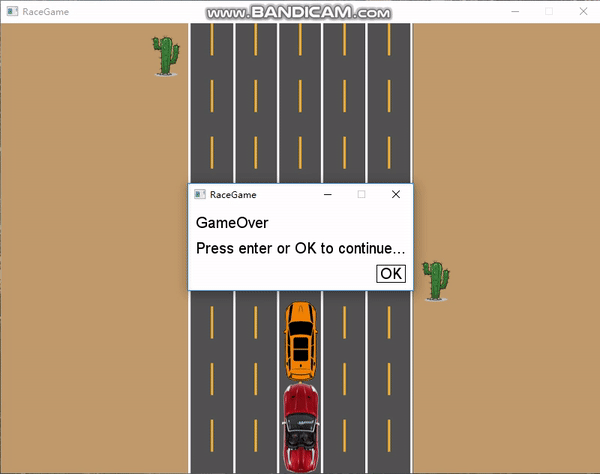 www.BANDICAM.com
RaceGame
RaceGame
GameOver
Press enter or OK to continue...
OK